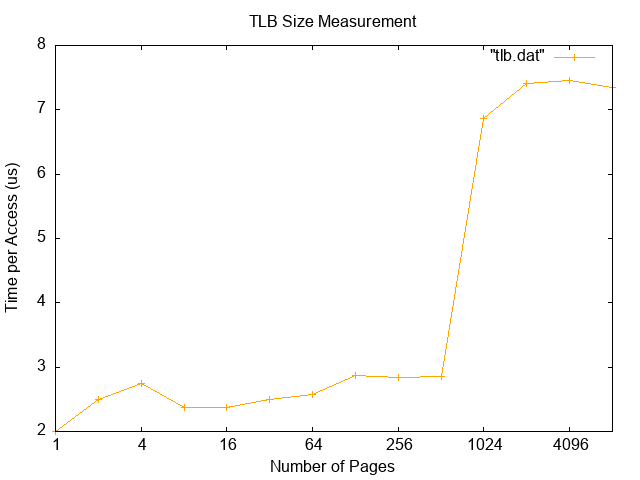 TLB Size Measurement
"tlb.dat"
8
7
6
5
4
3
2
1 4 16 64 256 1024 4096
Time per Access (us)
Number of Pages